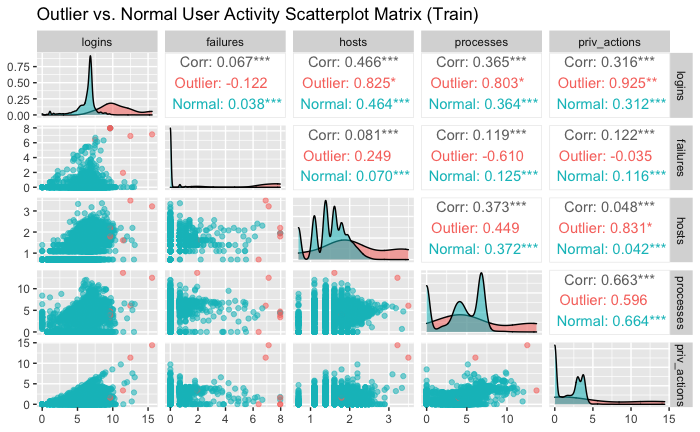 Outlier vs. Normal User Activity Scatterplot Matrix (Train)
logins failures hosts processes priv_actions
0.75 0.50 0.25 0.00
Corr: 0.067*** Corr: 0.466*** Corr: 0.365*** Corr: 0.316***
Outlier: -0.122 Outlier: 0.825* Outlier: 0.803* Outlier: 0.925**
Normal: 0.038*** Normal: 0.464*** Normal: 0.364*** Normal: 0.312***
logins
8 6 4 2 0
Corr: 0.081*** Corr: 0.119*** Corr: 0.122***
Outlier: 0.249 Outlier: -0.610 Outlier: -0.035
Normal: 0.070*** Normal: 0.125*** Normal: 0.116***
failures
3 2 1
Corr: 0.373*** Corr: 0.048***
Outlier: 0.449 Outlier: 0.831*
Normal: 0.372*** Normal: 0.042***
hosts
10 5 0
Corr: 0.663***
Outlier: 0.596
Normal: 0.664***
processes
15 10 5 0
priv_actions
0 5 10 15 0 2 4 6 8 1 2 3 0 5 10 0 5 10 15